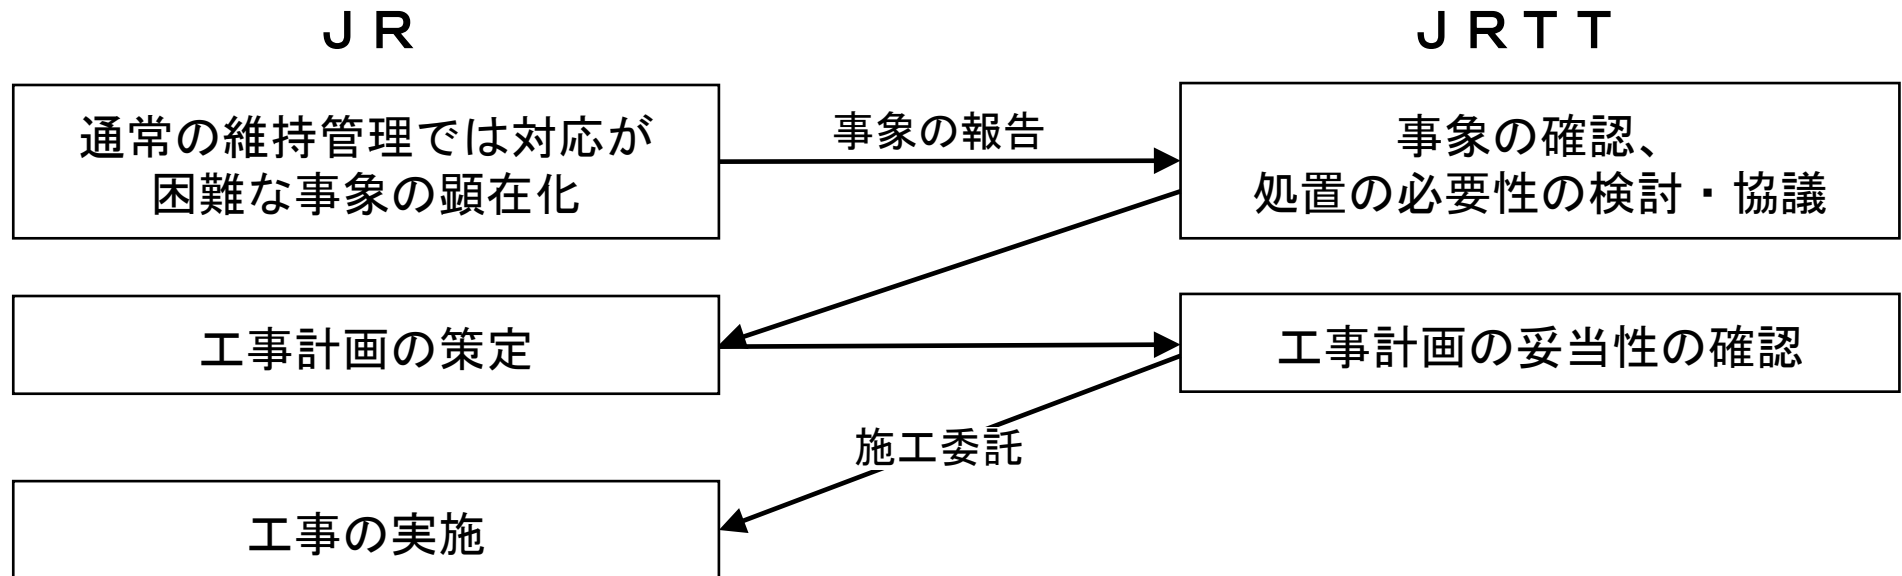 ＪＲ
ＪＲＴＴ
通常の維持管理では対応が
困難な事象の顕在化
事象の報告
事象の確認、
処置の必要性の検討・協議
工事計画の策定
工事計画の妥当性の確認
施工委託
工事の実施